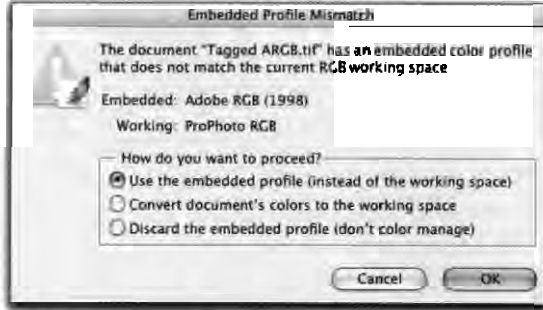 Embedded Profile Mismatch
The document "Tagged ARGB.tif" has an embedded color profile
that does not match the current RGB working space
Embedded: Adobe RGB (1998)
Working: ProPhoto RGB
How do you want to proceed?
Use the embedded profile (instead of the working space)
Convert document's colors to the working space
Discard the embedded profile (don't color manage)
Cancel OK